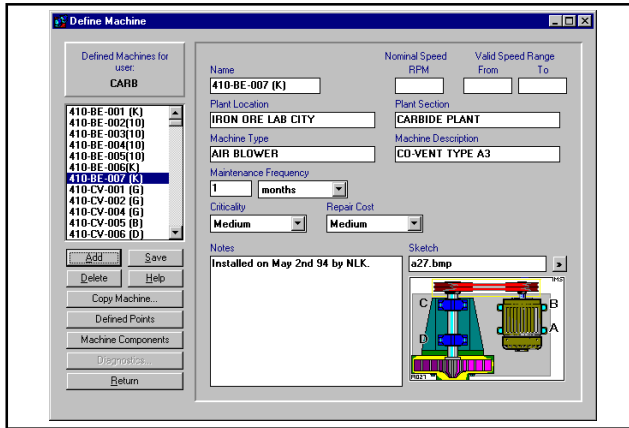 Define Machine
Defined Machines for
user:
CARB
410-BE-001 (K)
410-BE-002(10)
410-BE-003(10)
410-BE-004(10)
410-BE-005(10)
410-BE-006(K)
410-BE-007 (K)
410-CV-001 (G)
410-CV-002 (G)
410-CV-004 (G)
410-CV-005 (B)
410-CV-006 (D)
Add Save
Delete Help
Copy Machine...
Defined Points
Machine Components
Diagnostics...
Return
Nominal Speed Valid Speed Range
Name RPM From To
410-BE-007 (K)
Plant Location Plant Section
IRON ORE LAB CITY CARBIDE PLANT
Machine Type Machine Description
AIR BLOWER CO-VENT TYPE A3
Maintenance Frequency
1 months
Criticality Repair Cost
Medium Medium
Notes Sketch
Installed on May 2nd 94 by NLK. a27.bmp
C B
A
D